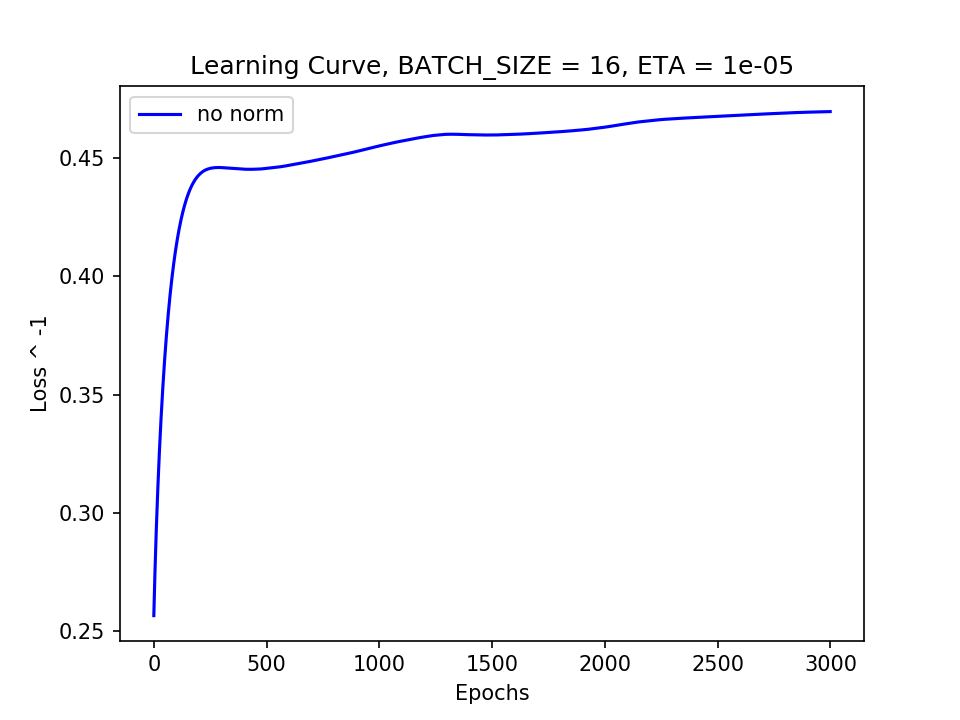 Learning Curve, BATCH_SIZE = 16, ETA = 1e-05
no norm
Loss ^ -1
0.45
0.40
0.35
0.30
0.25
0 500 1000 1500 2000 2500 3000
Epochs